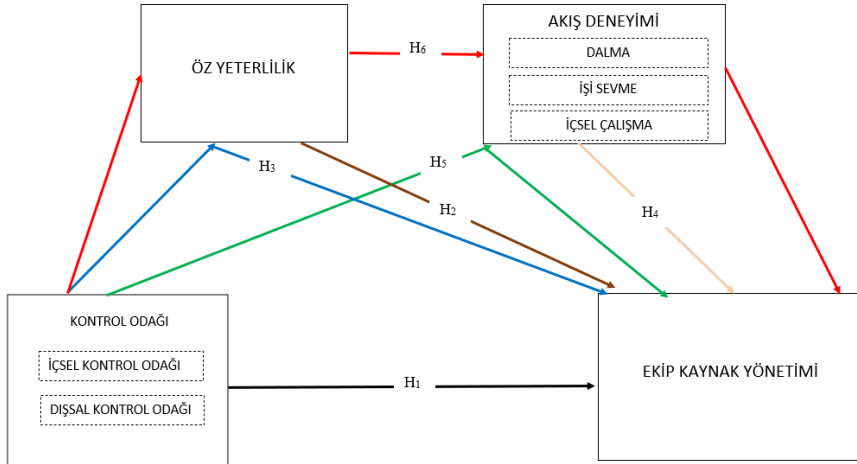 ÖZ YETERLİLİK
H₆
AKIŞ DENEYİMİ
DALMA
İŞİ SEVME
İÇSEL ÇALIŞMA
H₃
H₅
H₂
H₄
KONTROL ODAĞI
İÇSEL KONTROL ODAĞI
DIŞSAL KONTROL ODAĞI
H₁
EKİP KAYNAK YÖNETİMİ